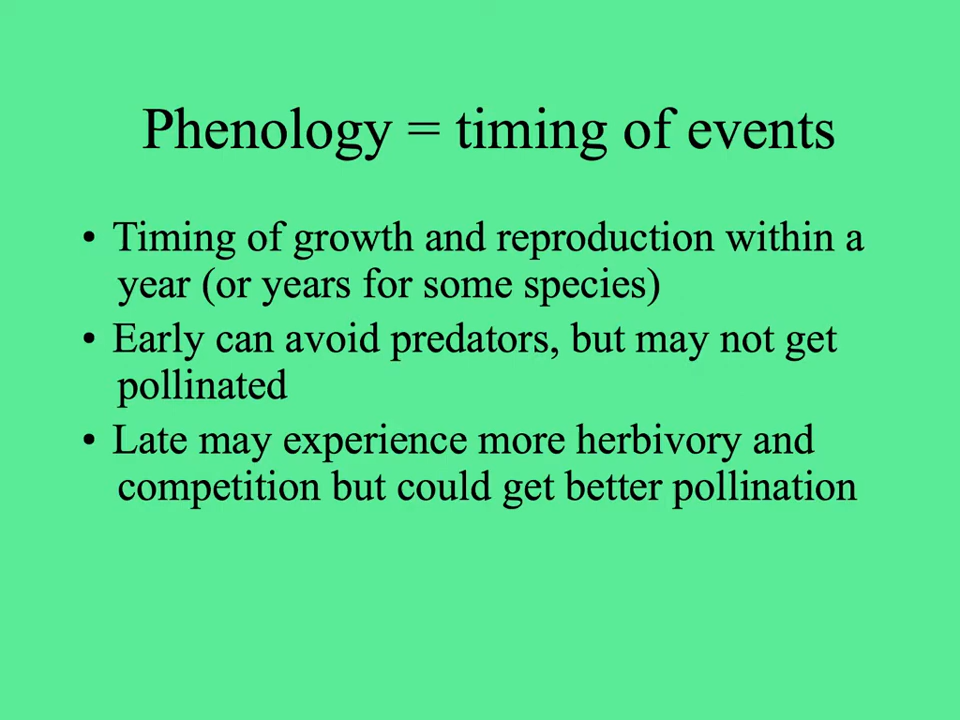 Phenology = timing of events
• Timing of growth and reproduction within a
year (or years for some species)
• Early can avoid predators, but may not get
pollinated
• Late may experience more herbivory and
competition but could get better pollination